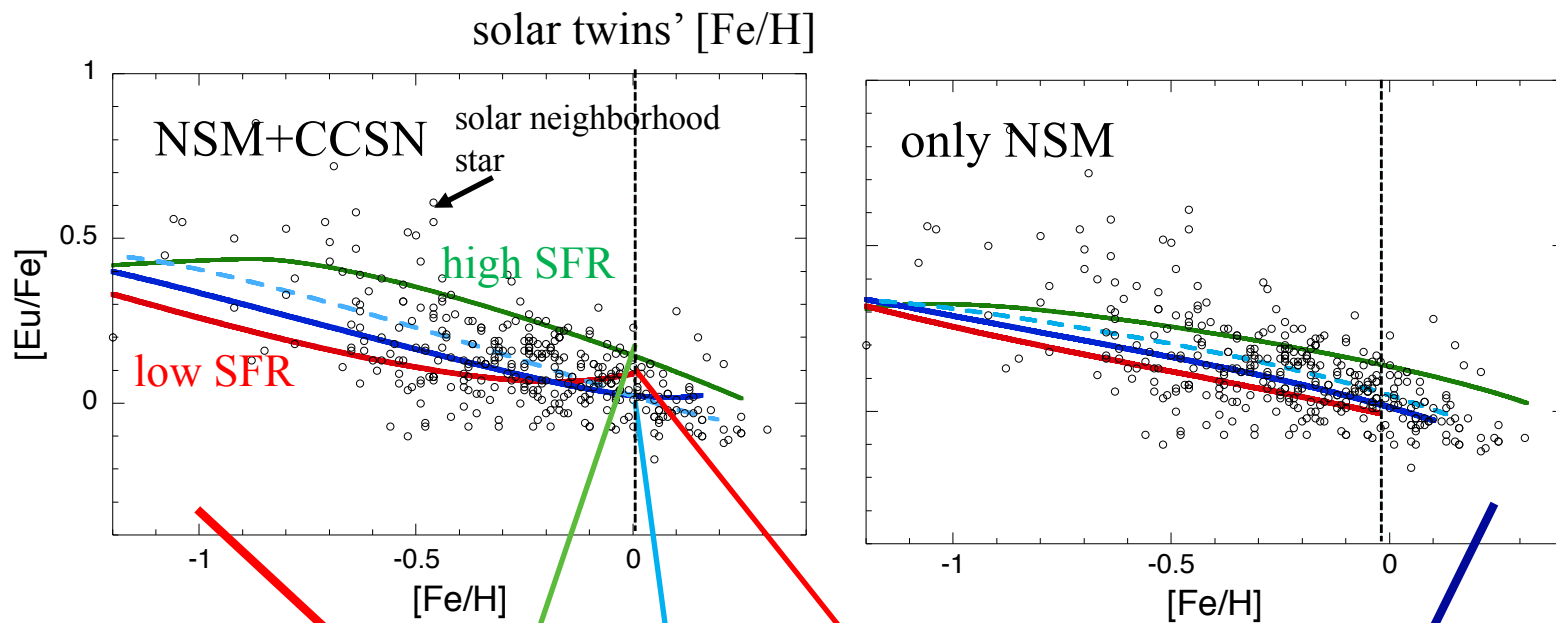 solar twins’ [Fe/H]
1
0.5
0
[Eu/Fe]
NSM+CCSN
solar neighborhood
star
high SFR
low SFR
-1
-0.5
0
[Fe/H]
only NSM
-1
-0.5
0
[Fe/H]